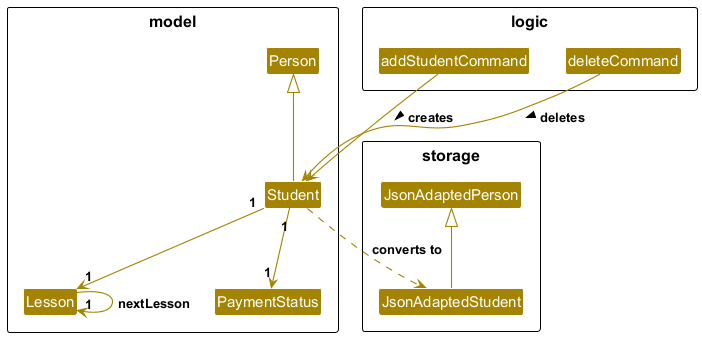 model
logic
Person
addStudentCommand
deleteCommand
creates
deletes
storage
Student
JsonAdaptedPerson
1
1
converts to
1
1
Lesson
1
nextLesson
PaymentStatus
JsonAdaptedStudent